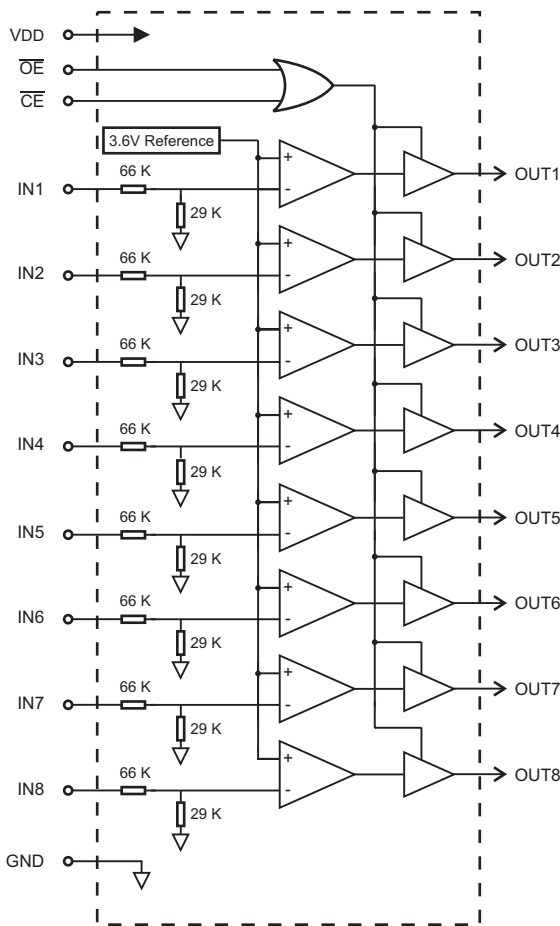 VDD
OE
CE
3.6V Reference
66 K
+
-
IN1
OUT1
29 K
66 K
+
-
IN2
OUT2
29 K
66 K
+
-
IN3
OUT3
29 K
66 K
+
-
IN4
OUT4
29 K
66 K
+
-
IN5
OUT5
29 K
66 K
+
-
IN6
OUT6
29 K
66 K
+
-
IN7
OUT7
29 K
66 K
+
-
IN8
OUT8
29 K
GND